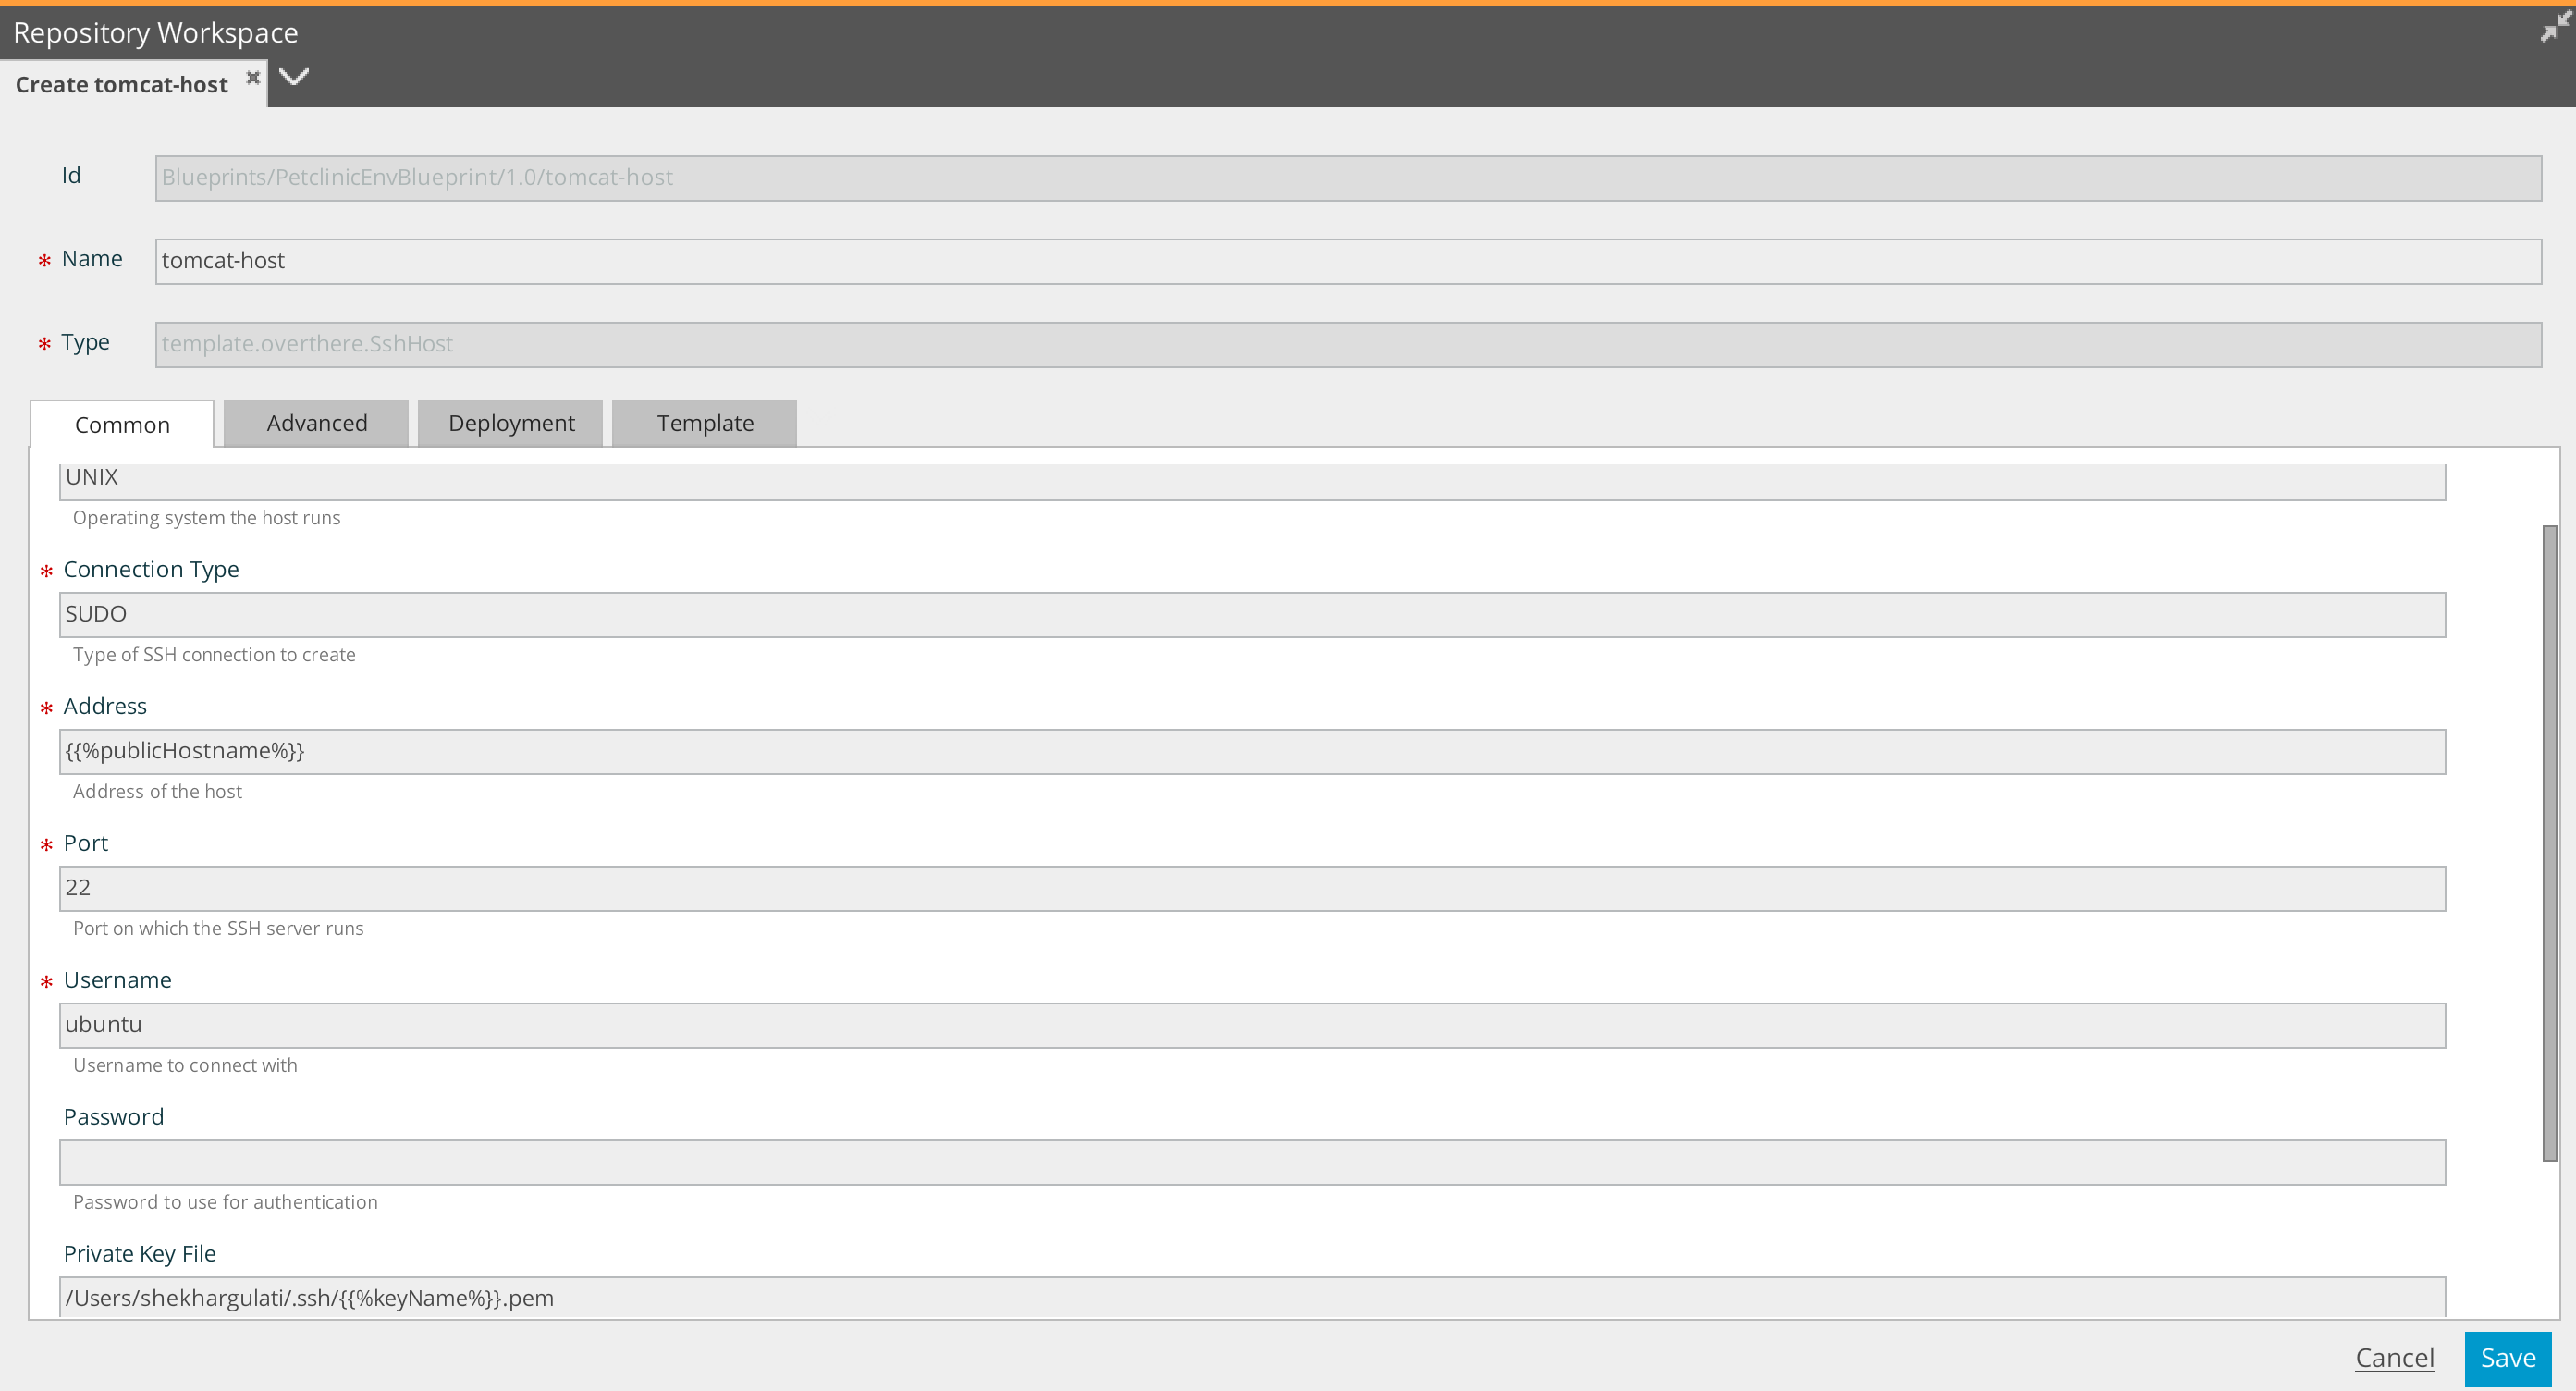 Repository Workspace
Create tomcat-host
Id
Blueprints/PetclinicEnvBlueprint/1.0/tomcat-host
* Name
tomcat-host
* Type
template.overthere.SshHost
Common
Advanced
Deployment
Template
UNIX
Operating system the host runs
* Connection Type
SUDO
Type of SSH connection to create
* Address
{{%publicHostname%}}
Address of the host
* Port
22
Port on which the SSH server runs
* Username
ubuntu
Username to connect with
Password
Password to use for authentication
Private Key File
/Users/shekhargulati/.ssh/{{%keyName%}}.pem
Cancel
Save